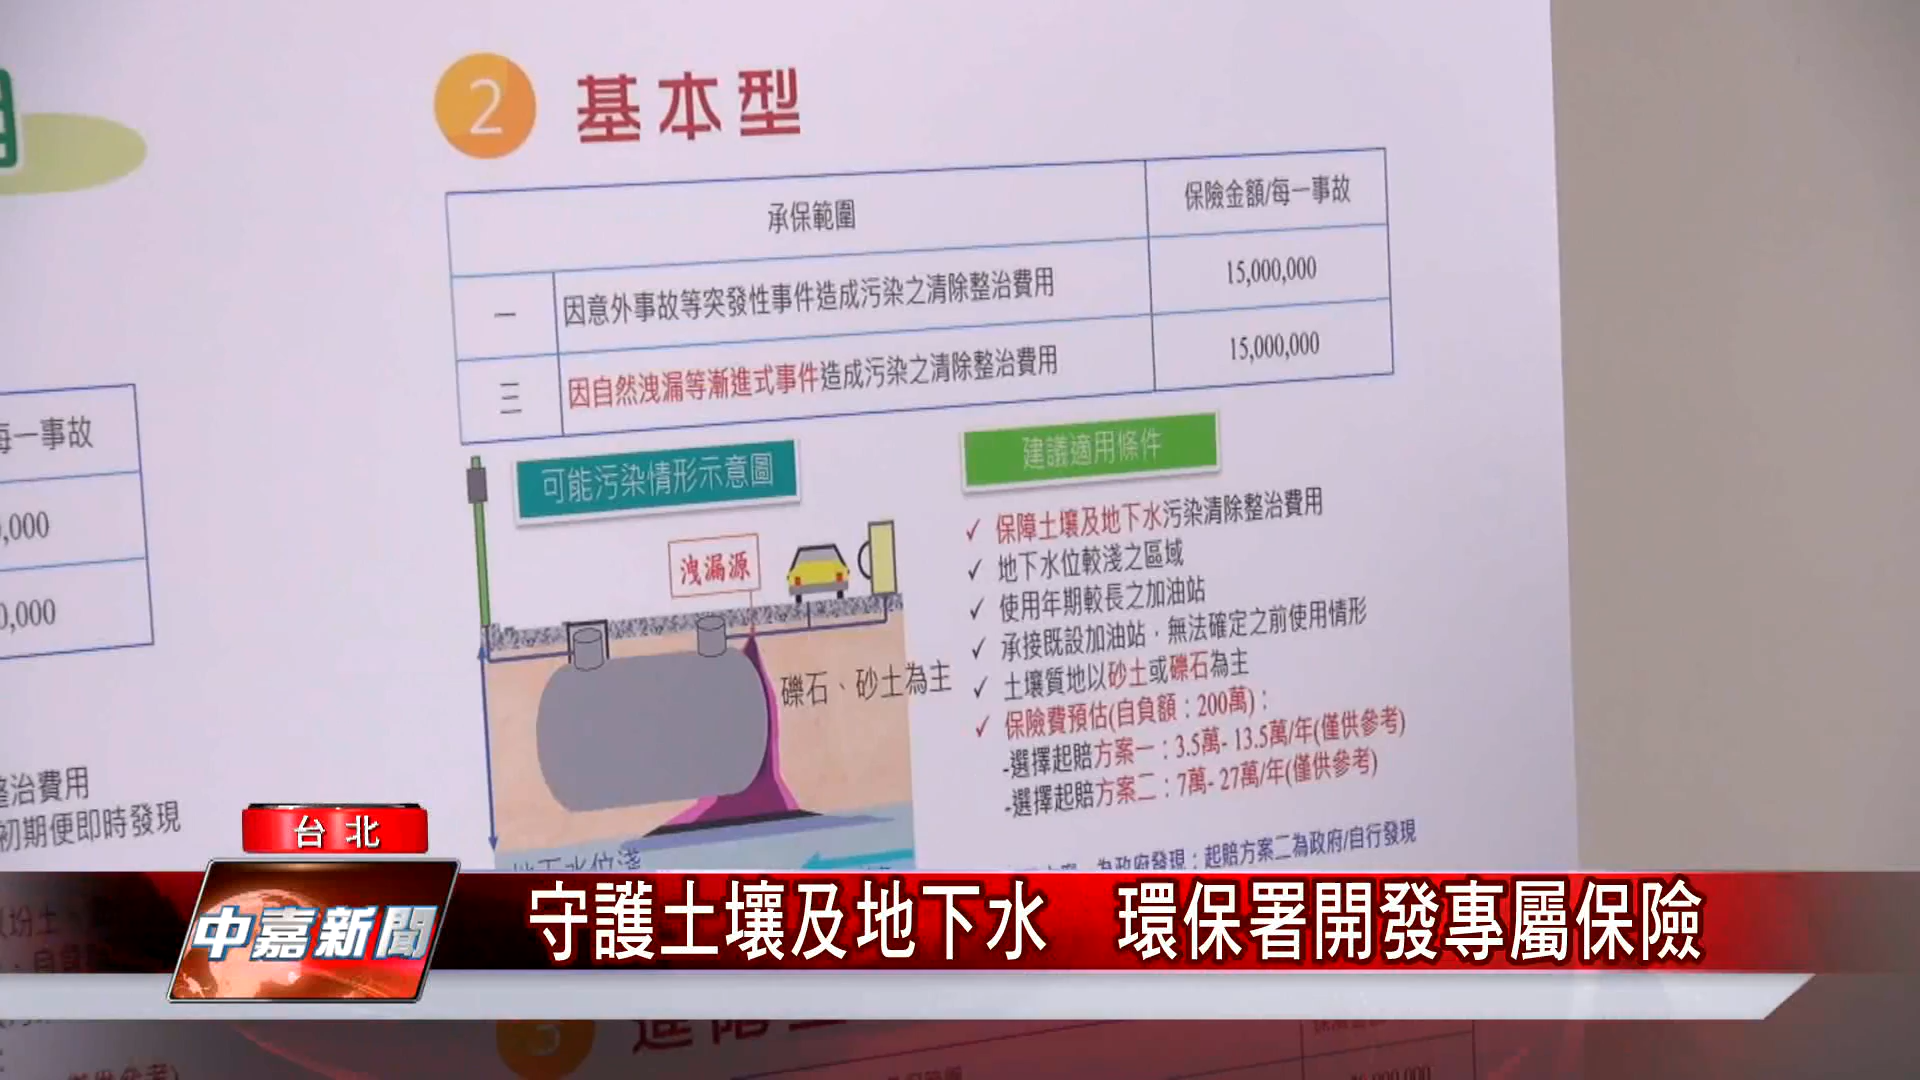 2 基本型
承保範圍 保險金額/每一事故
一 因意外事故等突發性事件造成污染之清除整治費用 15,000,000
三 因自然洩漏等漸進式事件造成污染之清除整治費用 15,000,000
每一事故
,000
0,000
整治費用
初期便即時發現
可能污染情形示意圖
洩漏源
礫石、砂土為主
建議適用條件
✓ 保障土壤及地下水污染清除整治費用
✓ 地下水位較淺之區域
✓ 使用年期較長之加油站
✓ 承接既設加油站，無法確定之前使用情形
✓ 土壤質地以砂土或礫石為主
✓ 保險費預估(自負額：200萬)：
-選擇起賠方案一：3.5萬- 13.5萬/年(僅供參考)
-選擇起賠方案二：7萬- 27萬/年(僅供參考)
為政府發現；起賠方案二為政府/自行發現
地下水位淺
台北
中嘉新聞
守護土壤及地下水 環保署開發專屬保險